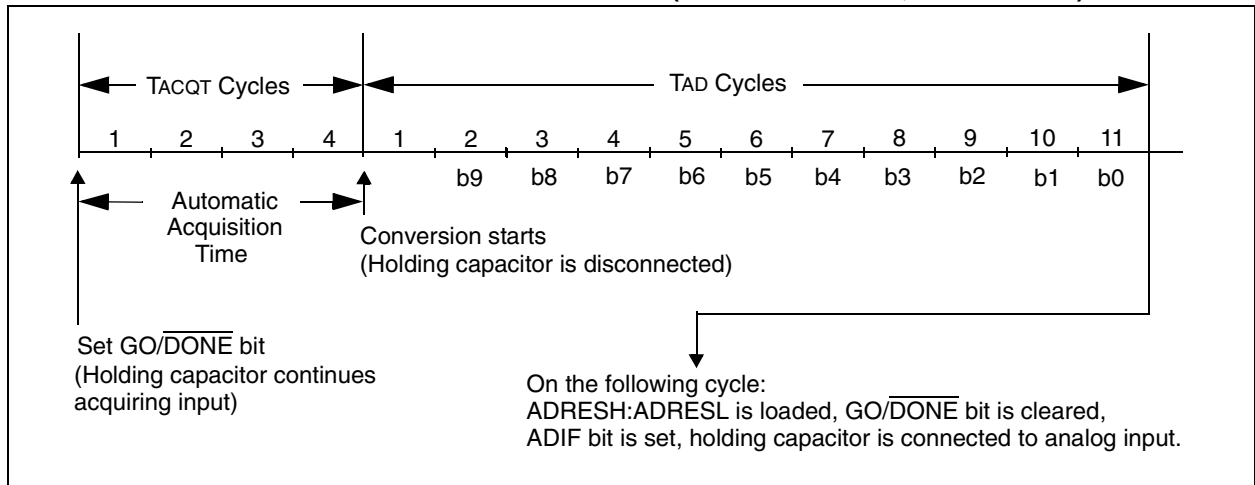 TACQT Cycles
TAD Cycles
1 2 3 4 1 2 3 4 5 6 7 8 9 10 11
b9 b8 b7 b6 b5 b4 b3 b2 b1 b0
Automatic
Acquisition
Time
Conversion starts
(Holding capacitor is disconnected)
Set GO/DONE bit
(Holding capacitor continues
acquiring input)
On the following cycle:
ADRESH:ADRESL is loaded, GO/DONE bit is cleared,
ADIF bit is set, holding capacitor is connected to analog input.